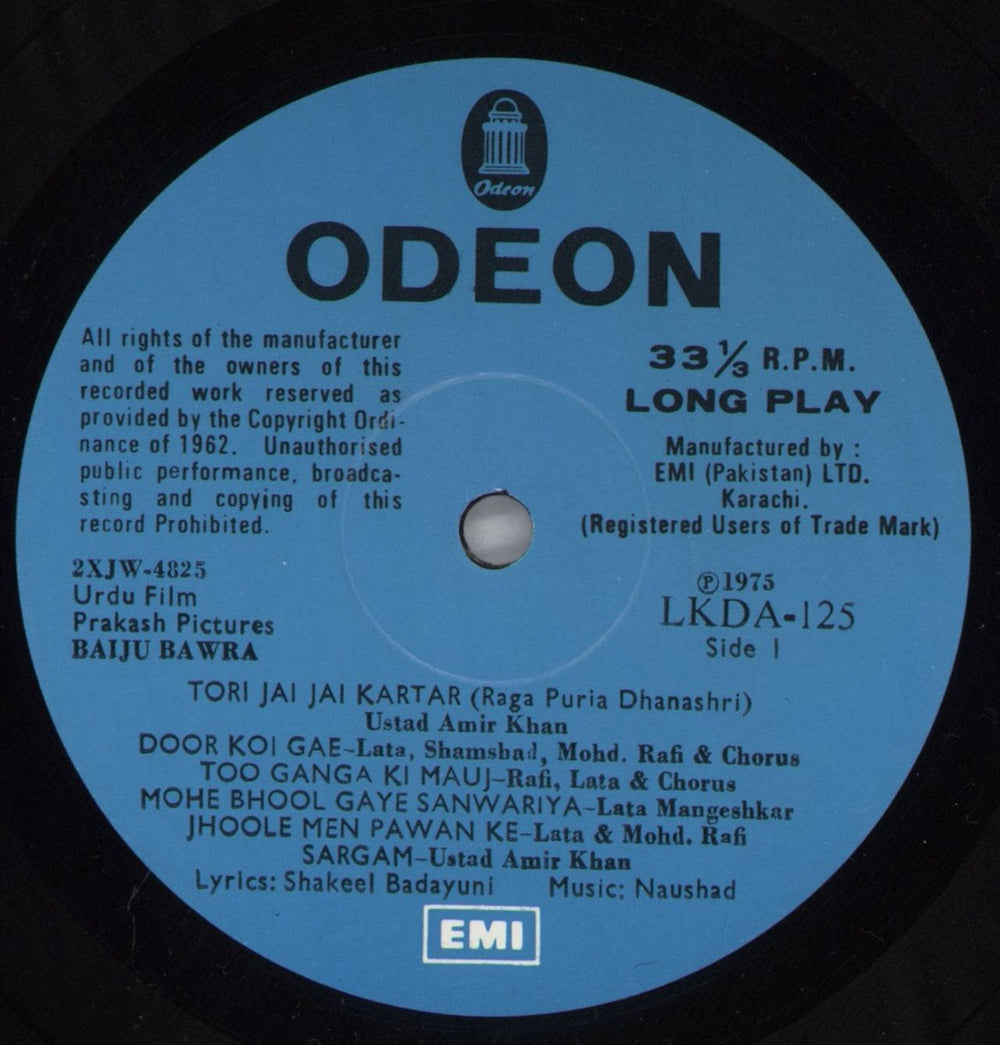 Odeon
ODEON
All rights of the manufacturer
and of the owners of this
recorded work reserved as
provided by the Copyright Ordi-
nance of 1962. Unauthorised
public performance, broadca-
sting and copying of this
record Prohibited.
33 1/3 R.P.M.
LONG PLAY
Manufactured by :
EMI (Pakistan) LTD.
Karachi.
(Registered Users of Trade Mark)
2XJW-4825
Urdu Film
Prakash Pictures
BAIJU BAWRA
℗1975
LKDA-125
Side 1
TORI JAI JAI KARTAR (Raga Puria Dhanashri)
Ustad Amir Khan
DOOR KOI GAE-Lata, Shamshad, Mohd. Rafi & Chorus
TOO GANGA KI MAUJ-Rafi, Lata & Chorus
MOHE BHOOL GAYE SANWARIYA-Lata Mangeshkar
JHOOLE MEN PAWAN KE-Lata & Mohd. Rafi
SARGAM-Ustad Amir Khan
Lyrics: Shakeel Badayuni Music: Naushad
EMI